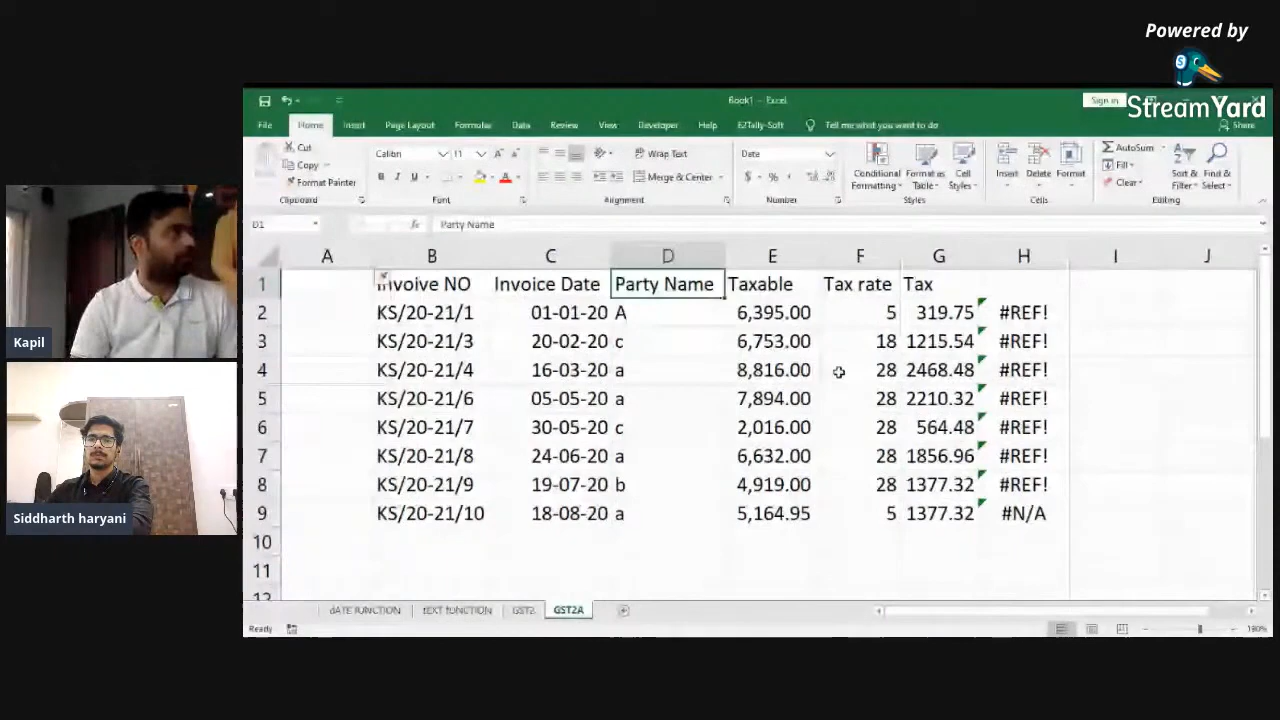 Powered by
StreamYard
Book1 - Excel
Sign in
File Home Insert Page Layout Formulas Data Review View Developer Help EZTally-Soft Tell me what you want to do Share
Cut
Copy
Format Painter
Clipboard
Calibri 11
B I U
Font
Wrap Text
Merge & Center
Alignment
Data
$ % ,
Number
Conditional Formatting
Format as Table
Cell Styles
Styles
Insert Delete Format
Cells
AutoSum
Fill
Clear
Sort & Filter
Find & Select
Editing
D1 fx Party Name
A B C D E F G H I J
1 Invoive NO Invoice Date Party Name Taxable Tax rate Tax
2 KS/20-21/1 01-01-20 A 6,395.00 5 319.75 #REF!
3 KS/20-21/3 20-02-20 c 6,753.00 18 1215.54 #REF!
4 KS/20-21/4 16-03-20 a 8,816.00 28 2468.48 #REF!
5 KS/20-21/6 05-05-20 a 7,894.00 28 2210.32 #REF!
6 KS/20-21/7 30-05-20 c 2,016.00 28 564.48 #REF!
7 KS/20-21/8 24-06-20 a 6,632.00 28 1856.96 #REF!
8 KS/20-21/9 19-07-20 b 4,919.00 28 1377.32 #REF!
9 KS/20-21/10 18-08-20 a 5,164.95 5 1377.32 #N/A
10
11
12
dATE FUNCTION tEXT FUNCTION GST2 GST2A
Ready
180%
Kapil
Siddharth haryani